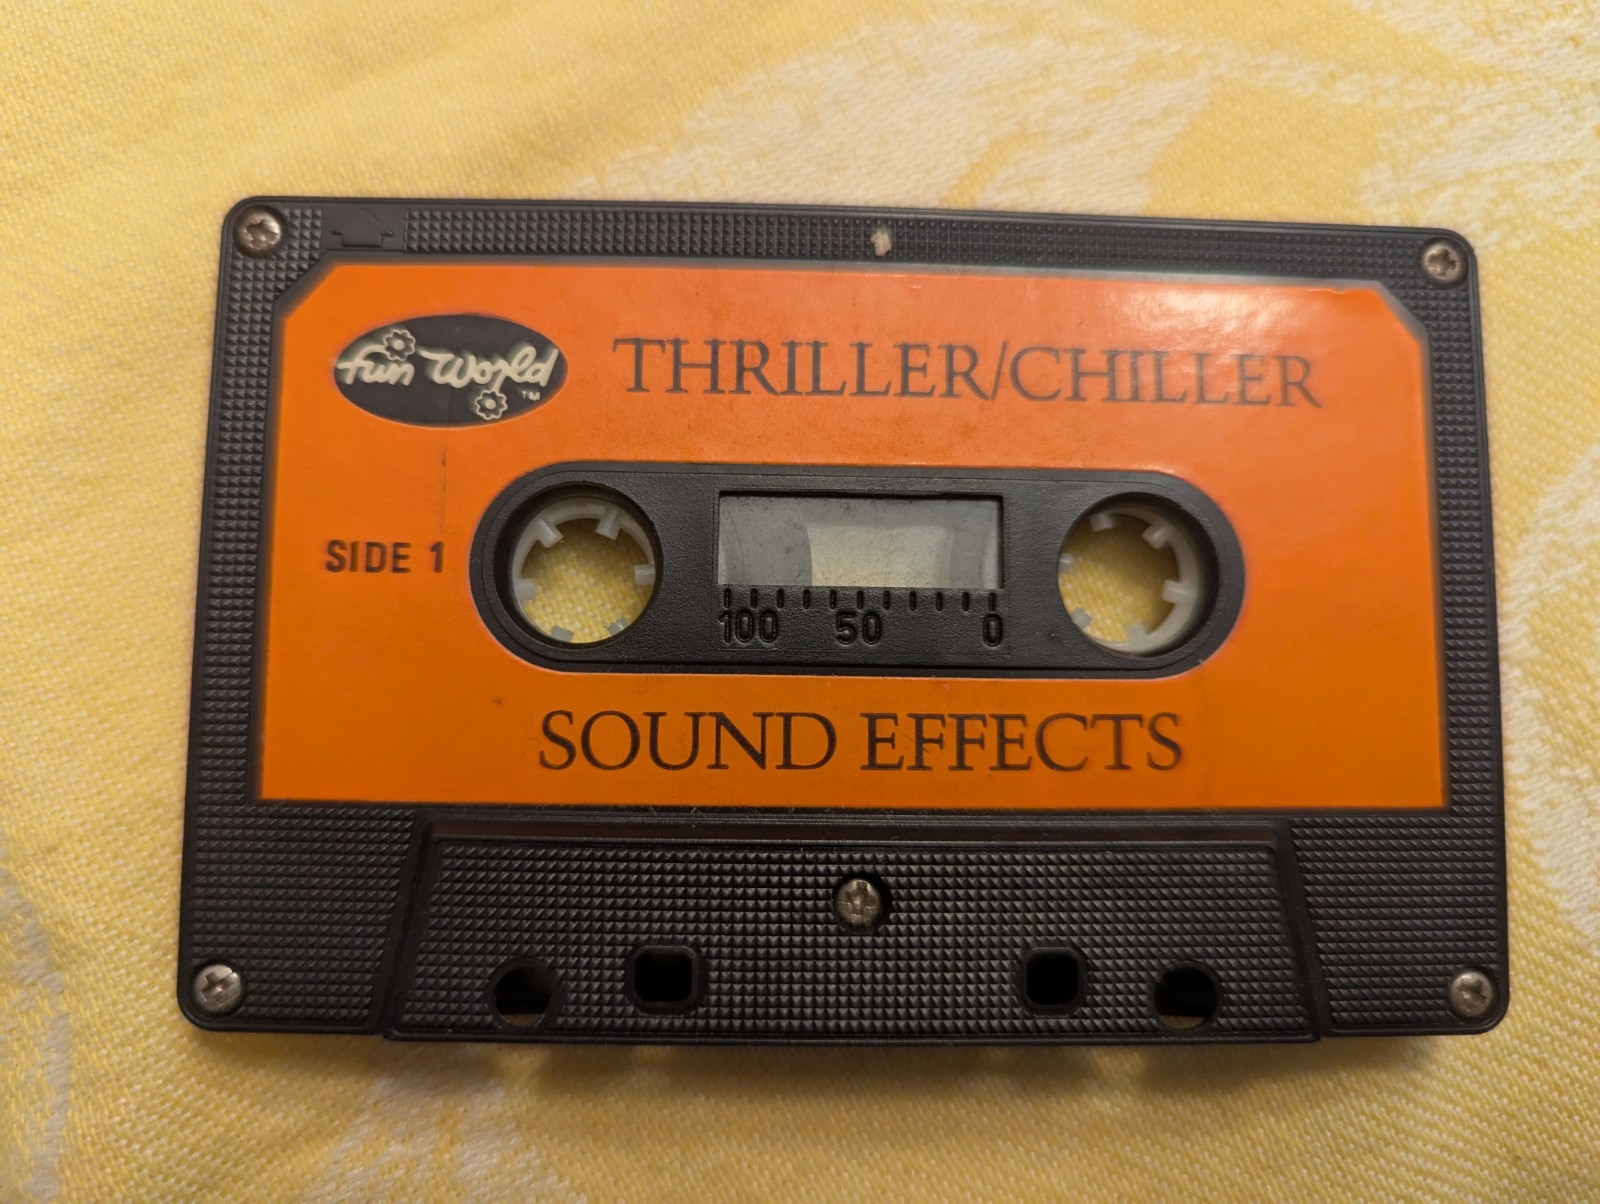 fun world
TM
THRILLER/CHILLER
SIDE 1
100 50 0
SOUND EFFECTS